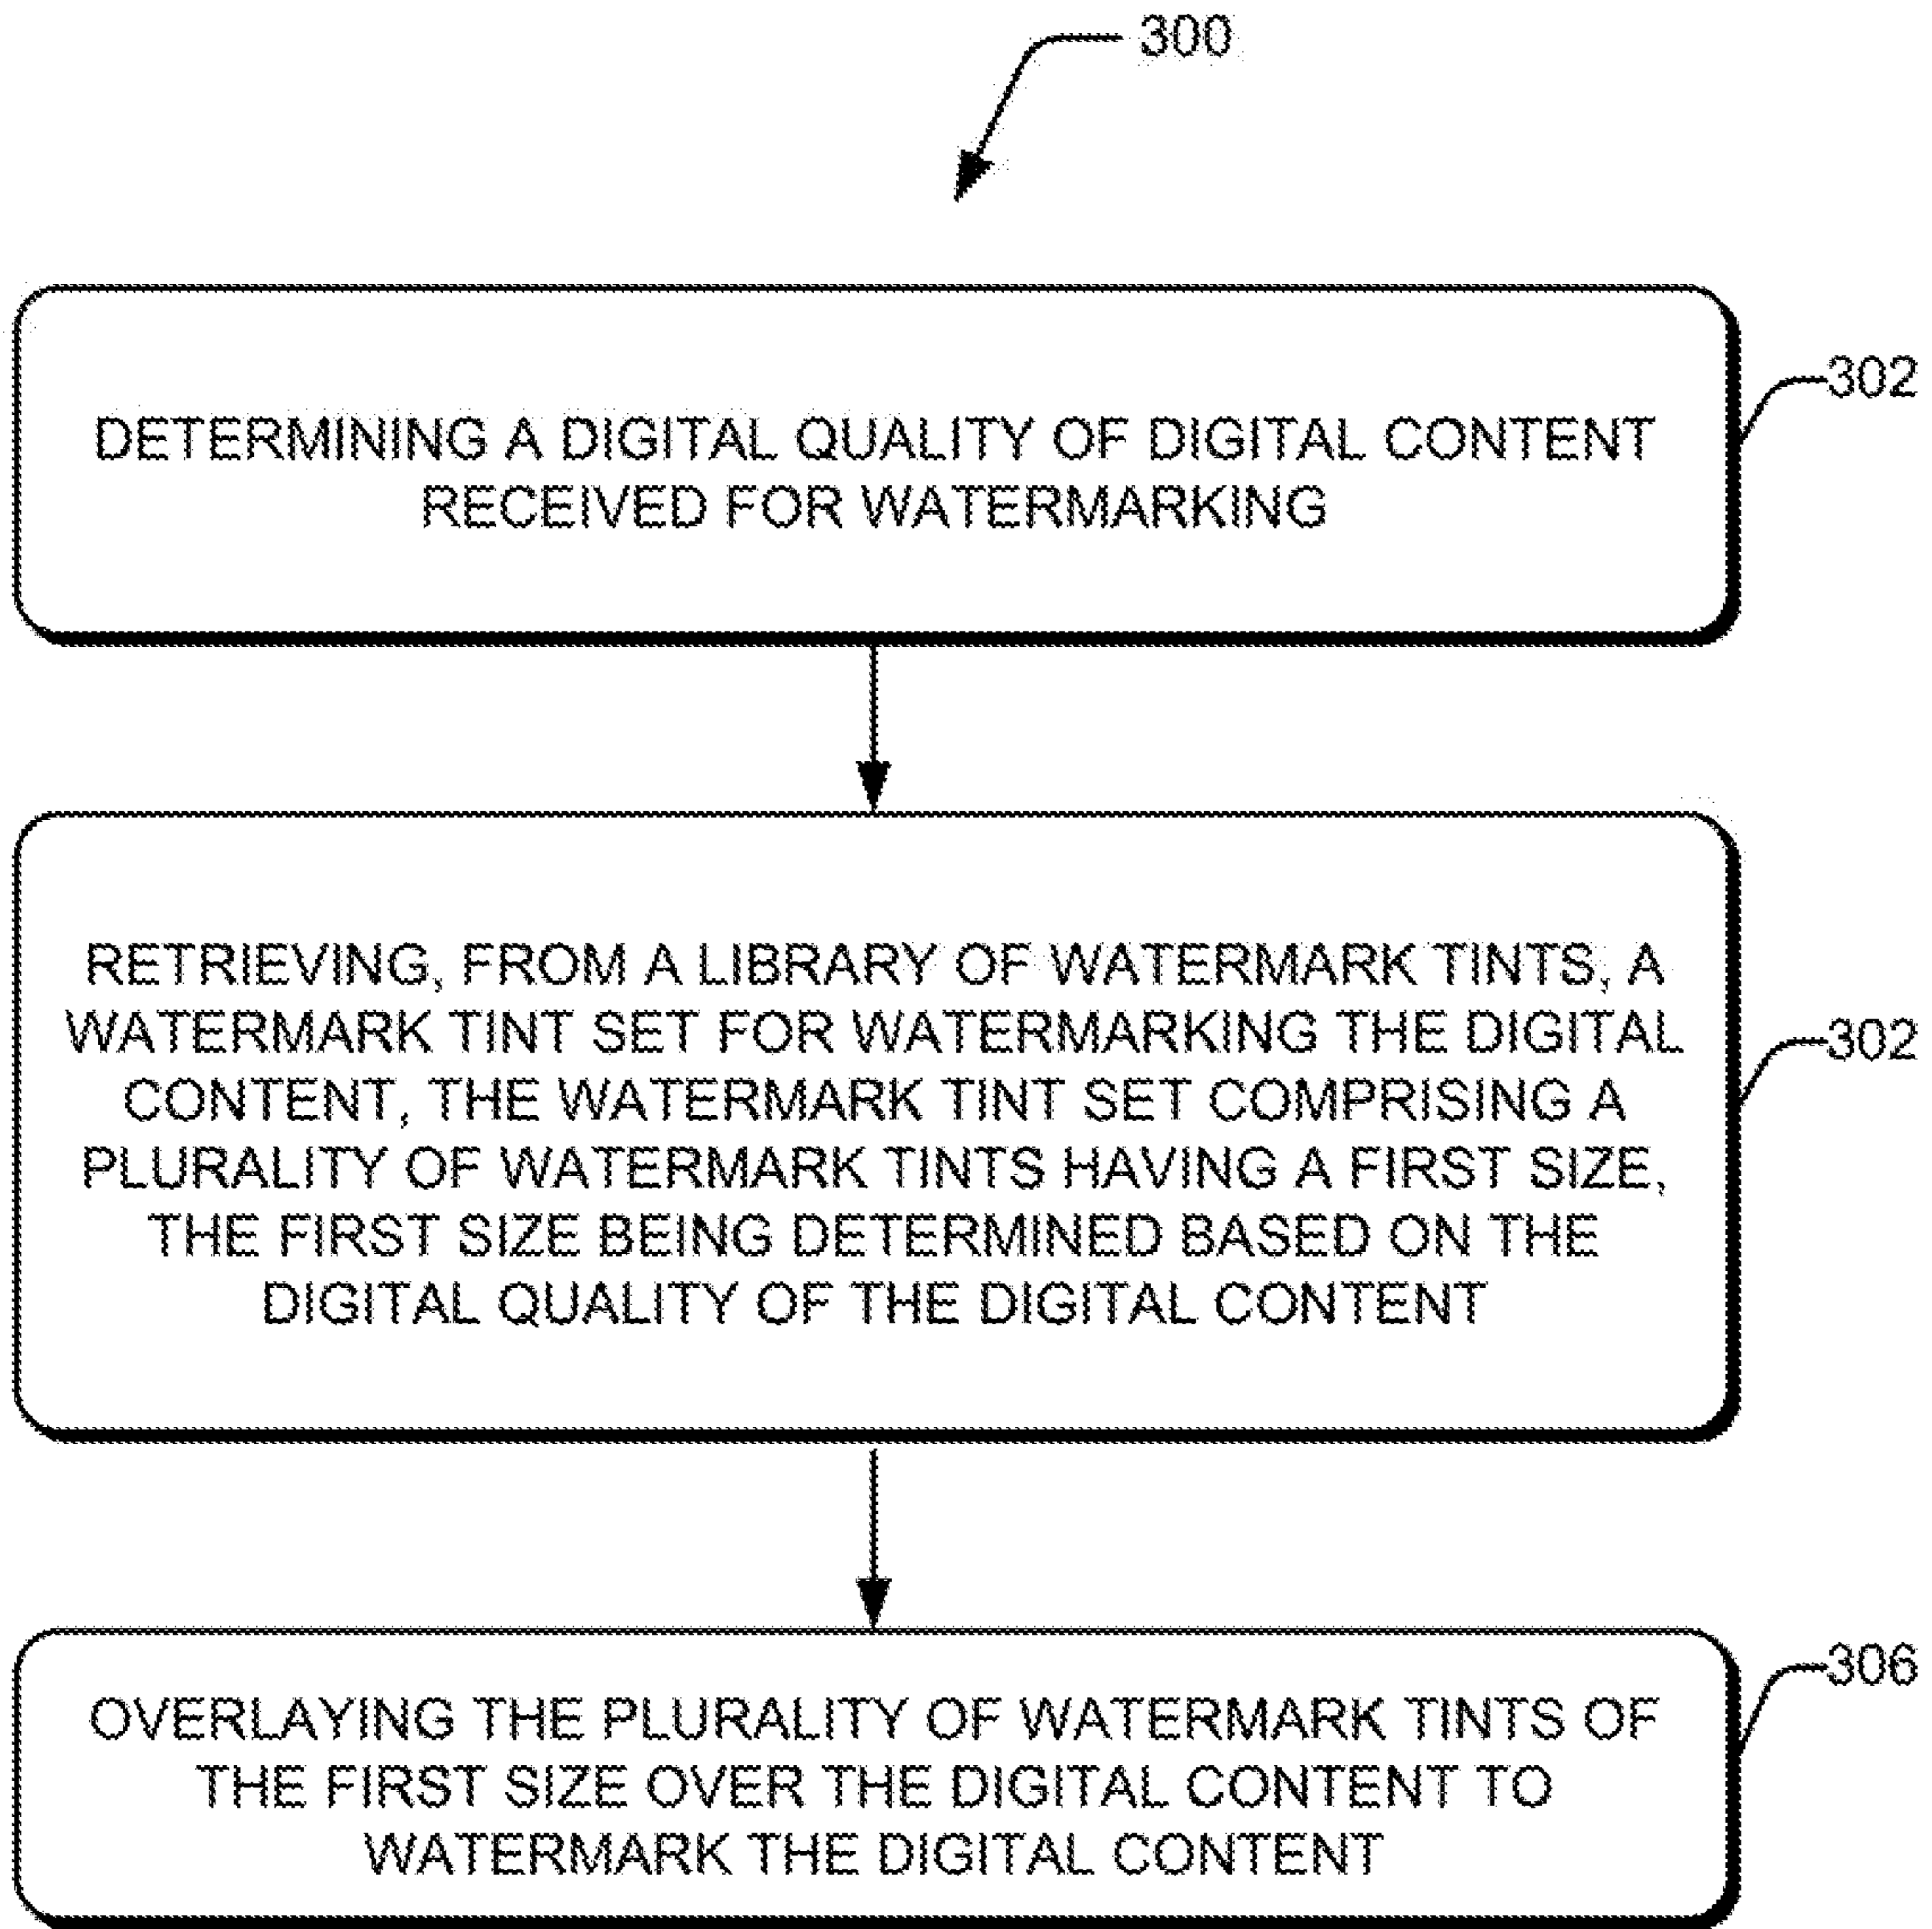 300
302
DETERMINING A DIGITAL QUALITY OF DIGITAL CONTENT
RECEIVED FOR WATERMARKING
302
RETRIEVING, FROM A LIBRARY OF WATERMARK TINTS, A
WATERMARK TINT SET FOR WATERMARKING THE DIGITAL
CONTENT, THE WATERMARK TINT SET COMPRISING A
PLURALITY OF WATERMARK TINTS HAVING A FIRST SIZE,
THE FIRST SIZE BEING DETERMINED BASED ON THE
DIGITAL QUALITY OF THE DIGITAL CONTENT
306
OVERLAYING THE PLURALITY OF WATERMARK TINTS OF
THE FIRST SIZE OVER THE DIGITAL CONTENT TO
WATERMARK THE DIGITAL CONTENT